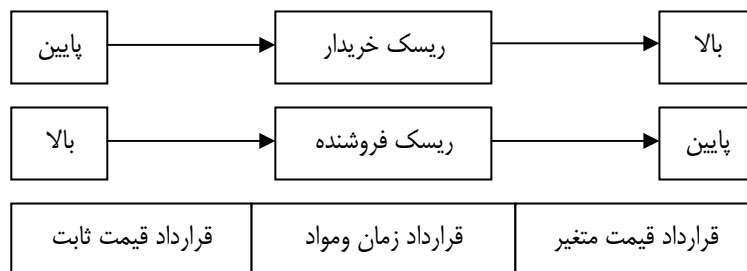 بالا
ریسک خریدار
پایین
پایین
ریسک فروشنده
بالا
قرارداد قیمت متغیر
قرارداد زمان ومواد
قرارداد قیمت ثابت